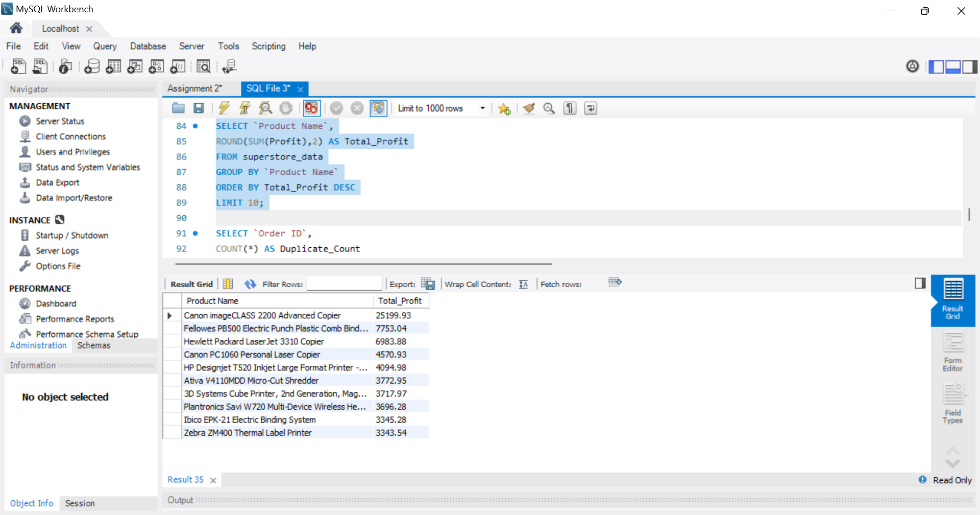 MySQL Workbench
Localhost
File Edit View Query Database Server Tools Scripting Help
Navigator
MANAGEMENT
Server Status
Client Connections
Users and Privileges
Status and System Variables
Data Export
Data Import/Restore
INSTANCE
Startup / Shutdown
Server Logs
Options File
PERFORMANCE
Dashboard
Performance Reports
Performance Schema Setup
Administration Schemas
Information
No object selected
Object Info Session
Assignment 2* SQL File 3*
Limit to 1000 rows
84 SELECT `Product Name`,
85 ROUND(SUM(Profit),2) AS Total_Profit
86 FROM superstore_data
87 GROUP BY `Product Name`
88 ORDER BY Total_Profit DESC
89 LIMIT 10;
90
91 SELECT `Order ID`,
92 COUNT(*) AS Duplicate_Count
Result Grid Filter Rows: Export: Wrap Cell Content: IA Fetch rows:
Product Name Total_Profit
Canon imageCLASS 2200 Advanced Copier 25199.93
Fellowes PB500 Electric Punch Plastic Comb Bind... 7753.04
Hewlett Packard LaserJet 3310 Copier 6983.88
Canon PC1060 Personal Laser Copier 4570.93
HP Designjet T520 Inkjet Large Format Printer -... 4094.98
Ativa V4110MDD Micro-Cut Shredder 3772.95
3D Systems Cube Printer, 2nd Generation, Mag... 3717.97
Plantronics Savi W720 Multi-Device Wireless He... 3696.28
Ibico EPK-21 Electric Binding System 3345.28
Zebra ZM400 Thermal Label Printer 3343.54
Result Grid
Form Editor
Field Types
Result 35
Read Only
Output